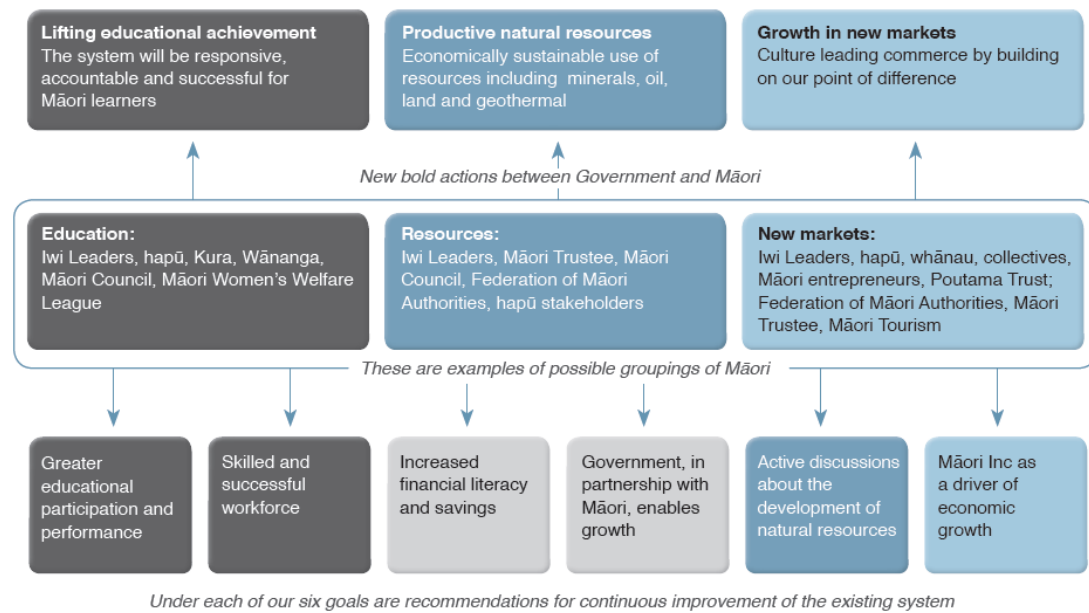 Lifting educational achievement
The system will be responsive,
accountable and successful for
Māori learners
Productive natural resources
Economically sustainable use of
resources including minerals, oil,
land and geothermal
Growth in new markets
Culture leading commerce by building
on our point of difference
New bold actions between Government and Māori
Education:
Iwi Leaders, hapū, Kura, Wānanga,
Māori Council, Māori Women's Welfare
League
Resources:
Iwi Leaders, Māori Trustee, Māori
Council, Federation of Māori
Authorities, hapū stakeholders
New markets:
Iwi Leaders, hapū, whānau, collectives,
Māori entrepreneurs, Poutama Trust;
Federation of Māori Authorities, Māori
Trustee, Māori Tourism
These are examples of possible groupings of Māori
Greater
educational
participation and
performance
Skilled and
successful
workforce
Increased
financial literacy
and savings
Government, in
partnership with
Māori, enables
growth
Active discussions
about the
development of
natural resources
Māori Inc as
a driver of
economic
growth
Under each of our six goals are recommendations for continuous improvement of the existing system